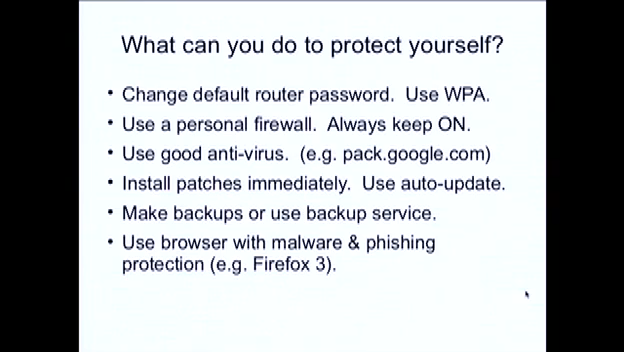 What can you do to protect yourself?
• Change default router password. Use WPA.
• Use a personal firewall. Always keep ON.
• Use good anti-virus. (e.g. pack.google.com)
• Install patches immediately. Use auto-update.
• Make backups or use backup service.
• Use browser with malware & phishing
protection (e.g. Firefox 3).